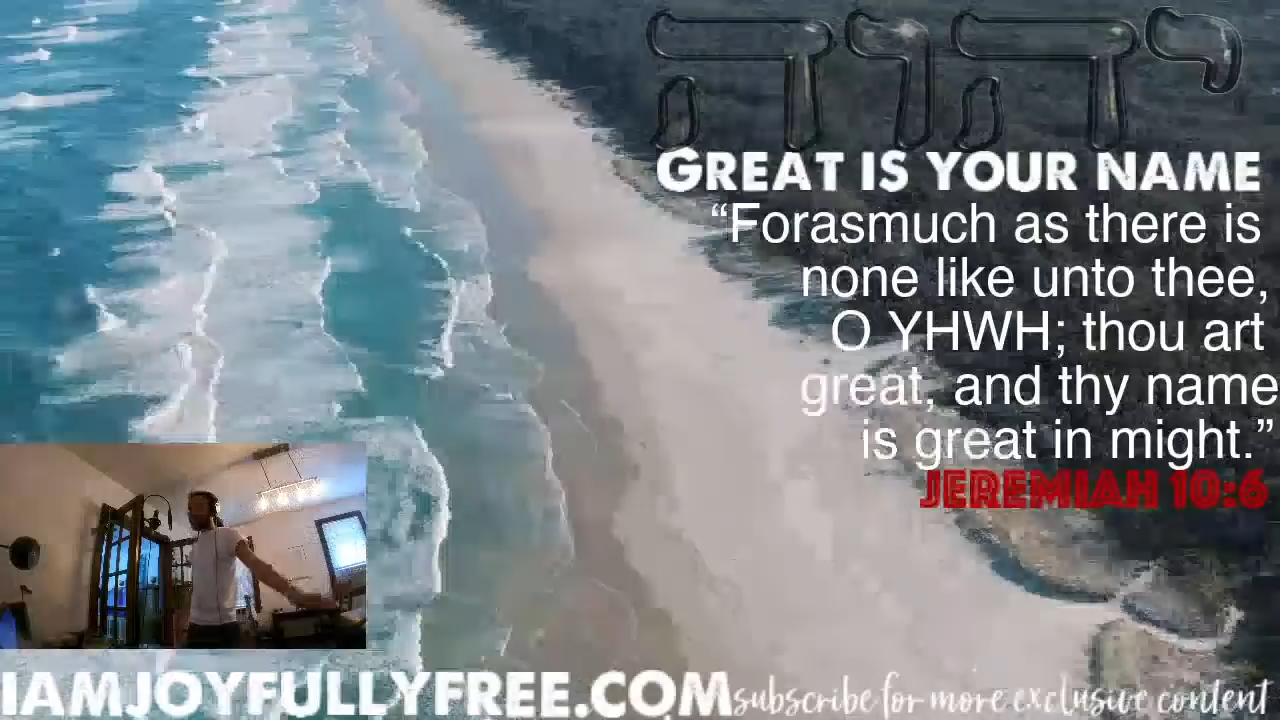 יהוה
GREAT IS YOUR NAME
“Forasmuch as there is
none like unto thee,
O YHWH; thou art
great, and thy name
is great in might.”
JEREMIAH 10:6
IAMJOYFULLYFREE.COM subscribe for more exclusive content